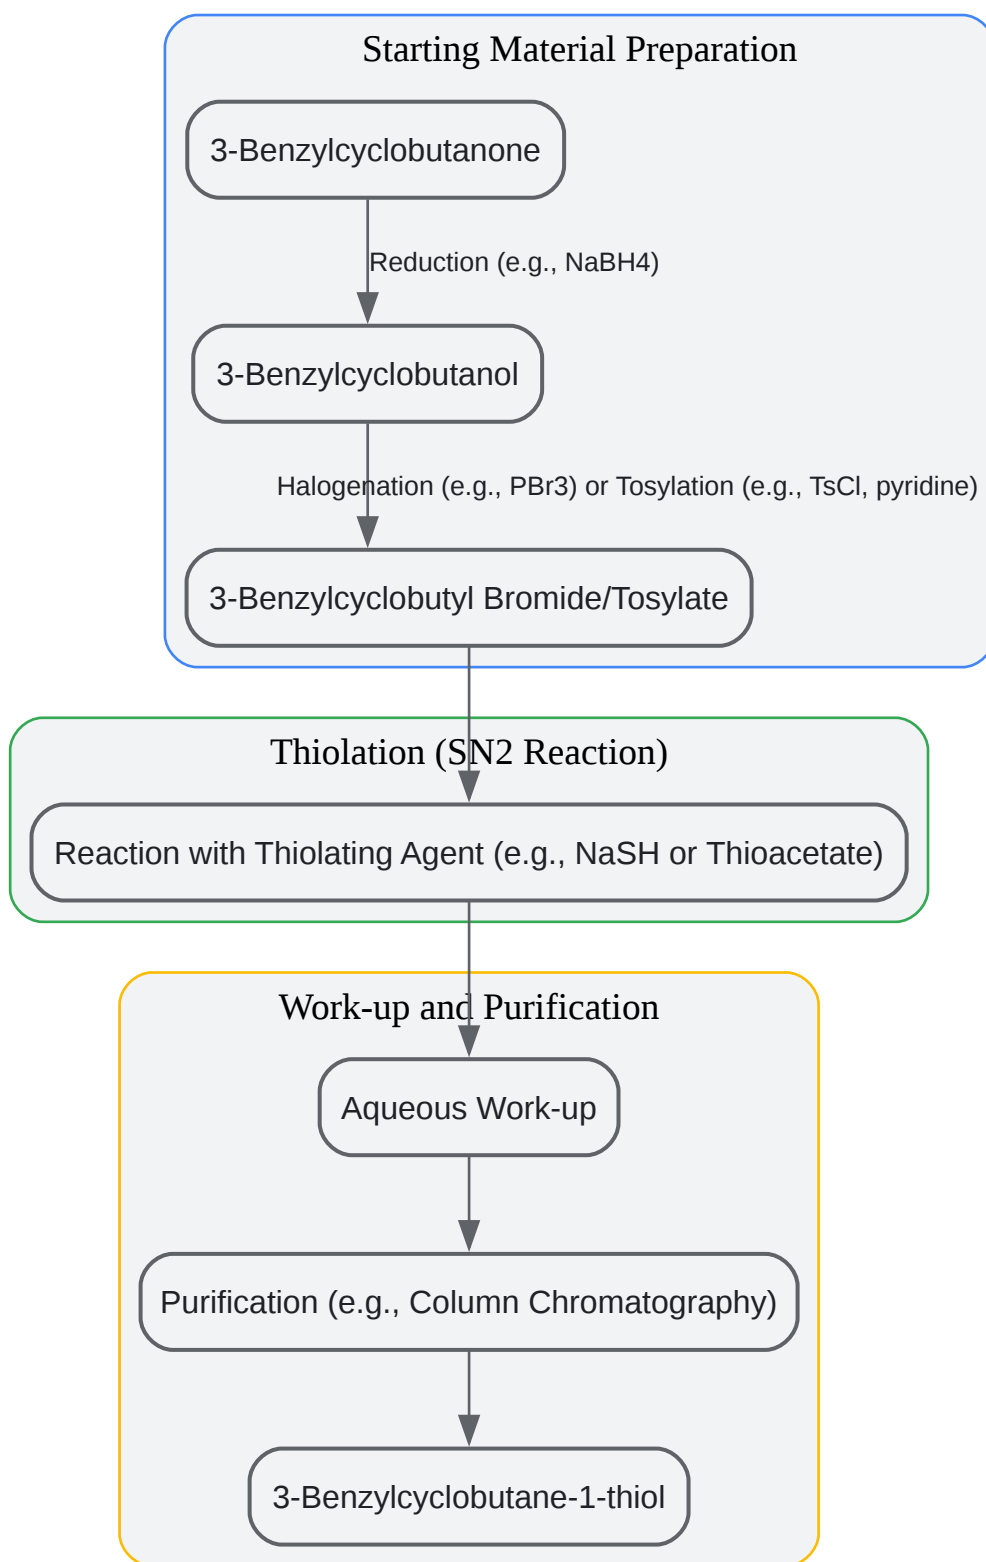 Starting Material Preparation
3-Benzylcyclobutanone
Reduction (e.g., NaBH4)
3-Benzylcyclobutanol
Halogenation (e.g., PBr3) or Tosylation (e.g., TsCl, pyridine)
3-Benzylcyclobutyl Bromide/Tosylate
Thiolation (SN2 Reaction)
Reaction with Thiolating Agent (e.g., NaSH or Thioacetate)
Work-up and Purification
Aqueous Work-up
Purification (e.g., Column Chromatography)
3-Benzylcyclobutane-1-thiol